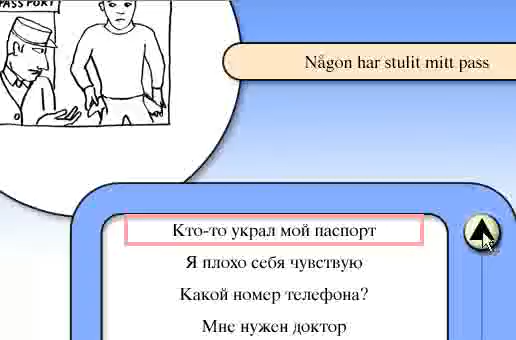 PASSPORT
Någon har stulit mitt pass
Кто-то украл мой паспорт
Я плохо себя чувствую
Какой номер телефона?
Мне нужен доктор